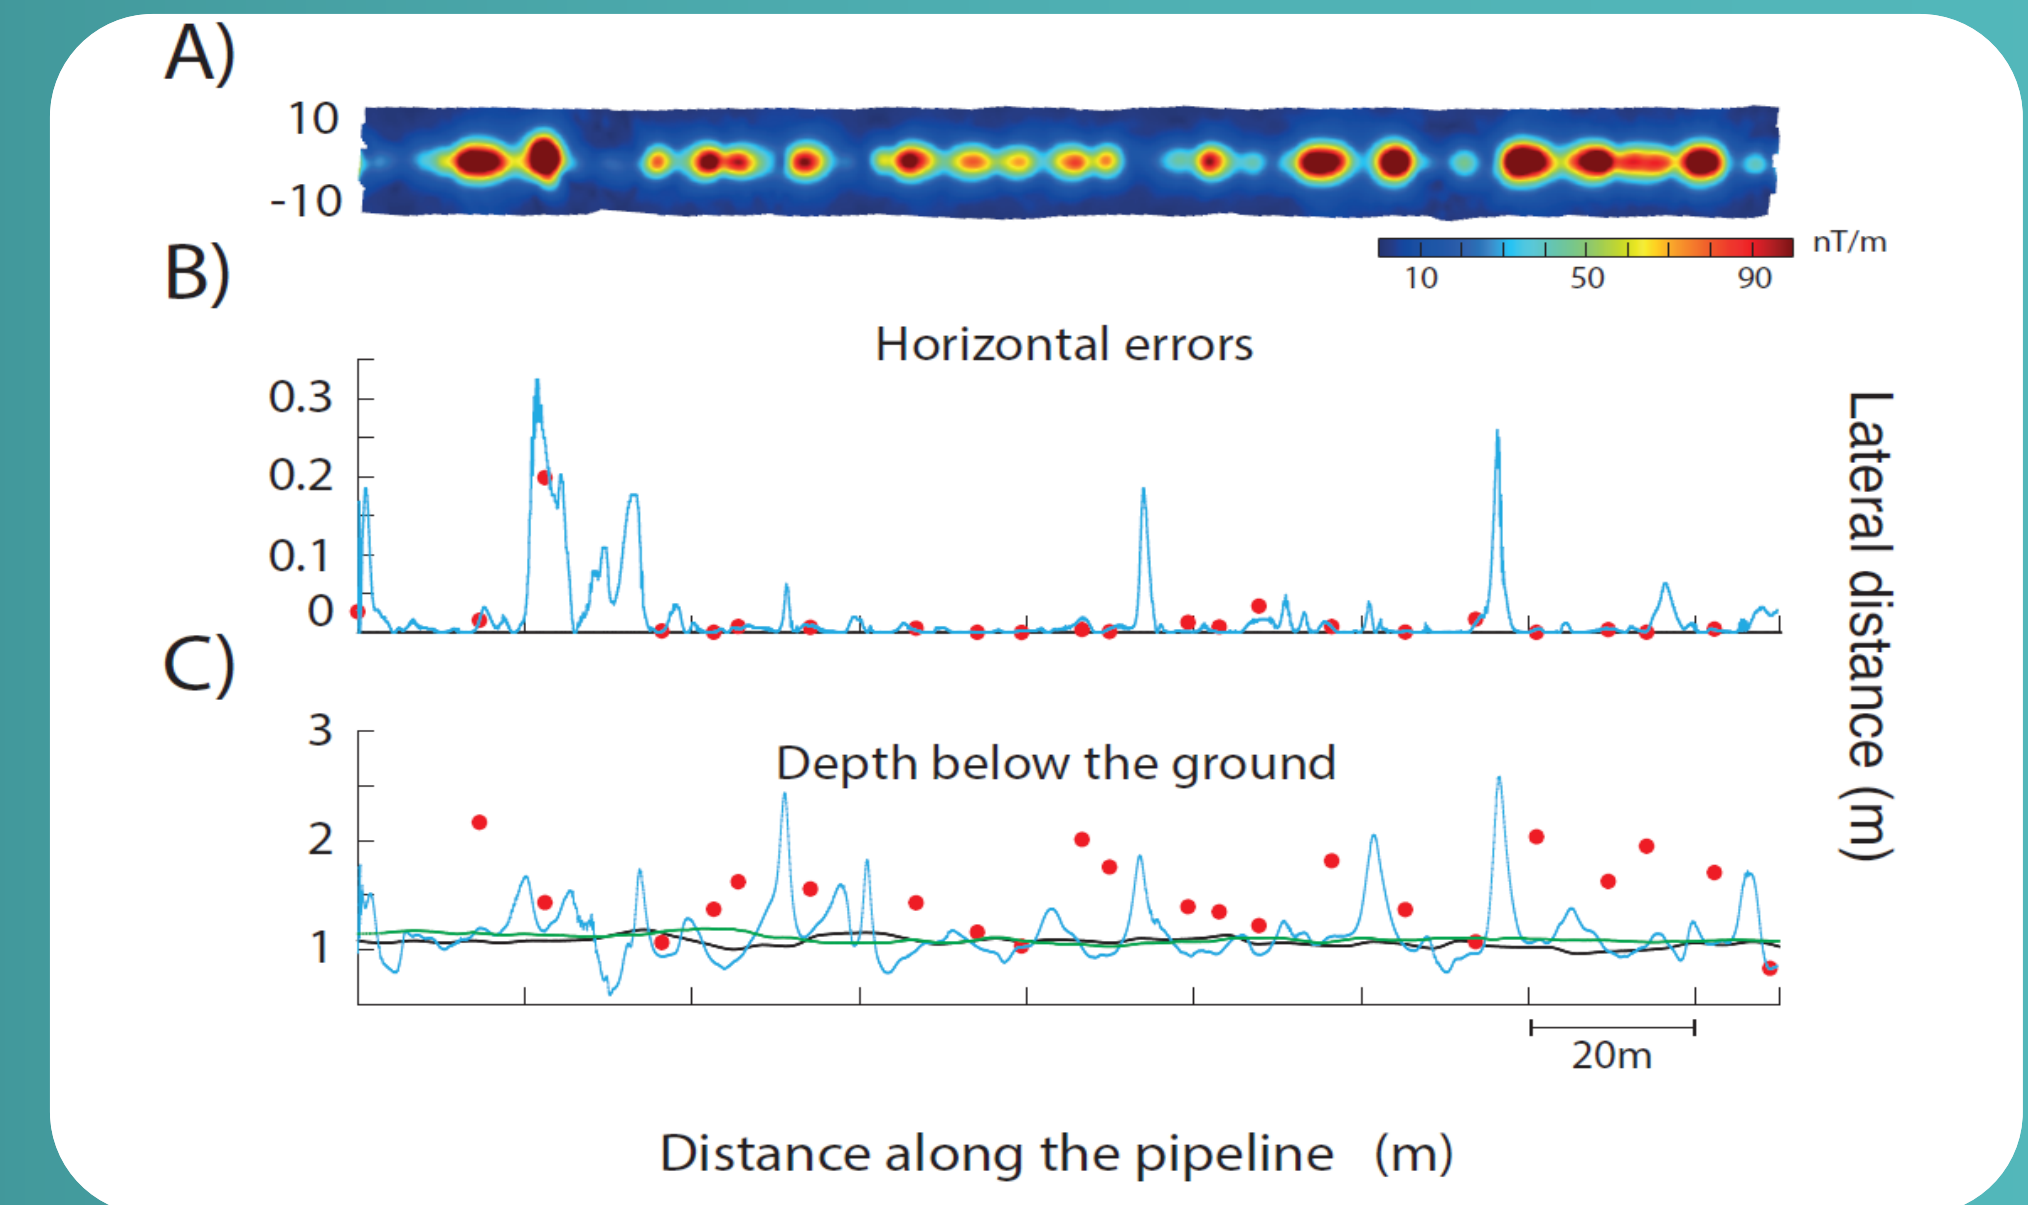 A)
10
-10
nT/m
10 50 90
B)
Horizontal errors
0.3
0.2
0.1
0
Lateral distance (m)
C)
Depth below the ground
3
2
1
20m
Distance along the pipeline (m)